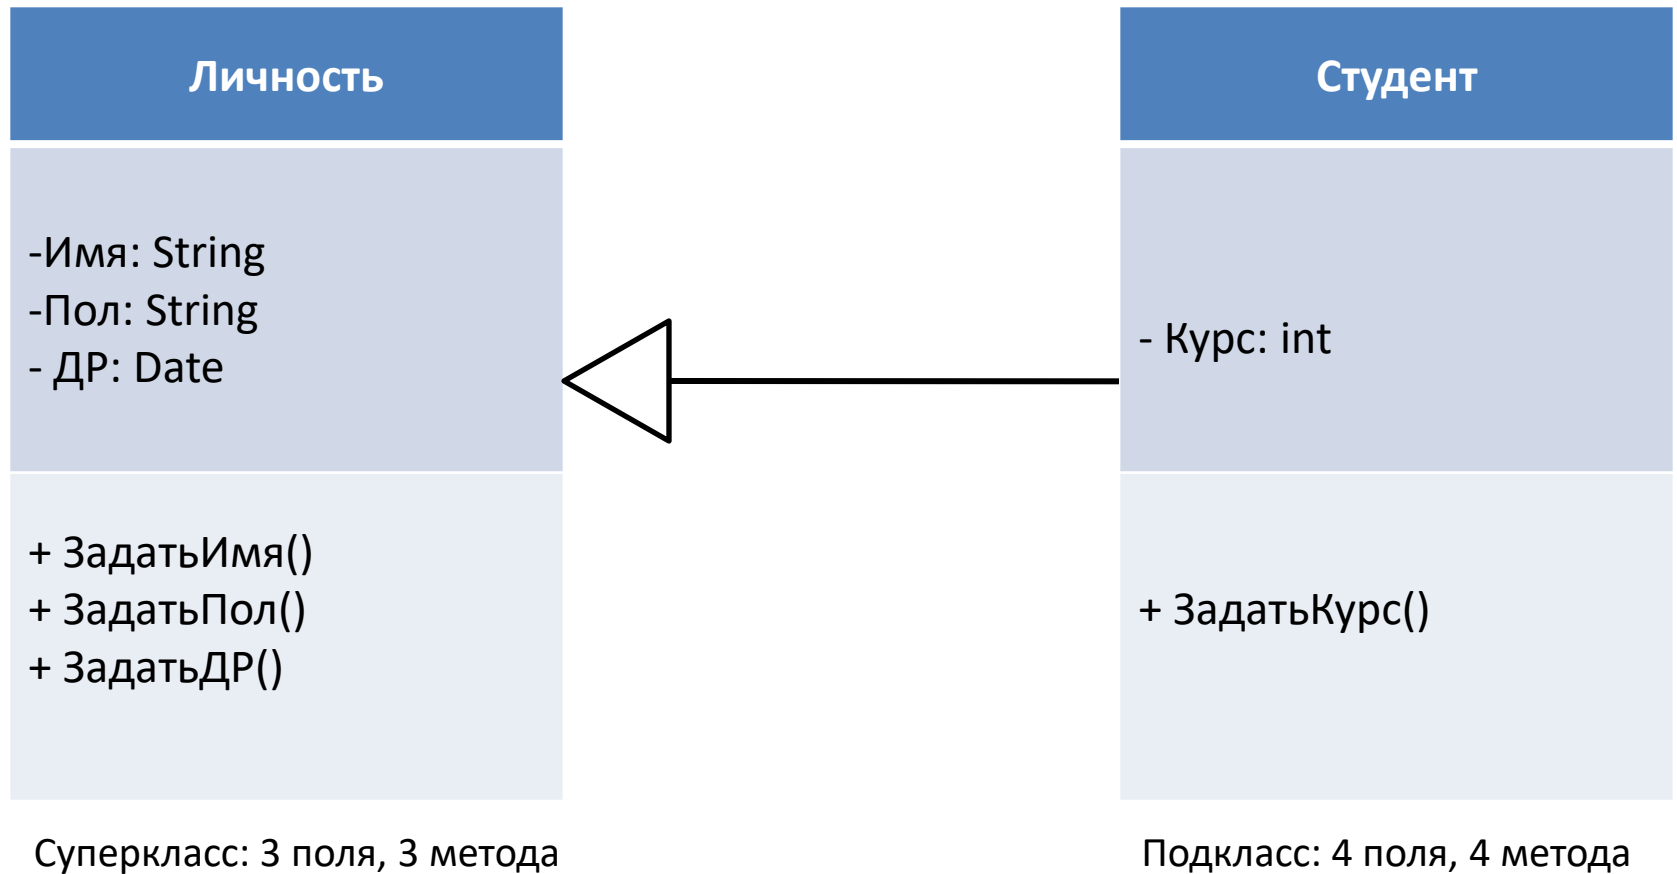 Личность
-Имя: String
-Пол: String
- ДР: Date
+ ЗадатьИмя()
+ ЗадатьПол()
+ ЗадатьДР()
Суперкласс: 3 поля, 3 метода
Студент
- Курс: int
+ ЗадатьКурс()
Подкласс: 4 поля, 4 метода